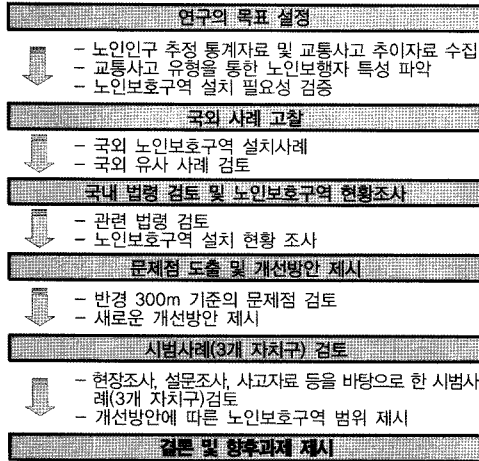 연구의 목표 설정
- 노인인구 추정 통계자료 및 교통사고 추이자료 수집
- 교통사고 유형을 통한 노인보행자 특성 파악
- 노인보호구역 설치 필요성 검증
국외 사례 고찰
- 국외 노인보호구역 설치사례
- 국외 유사 사례 검토
국내 법령 검토 및 노인보호구역 현황조사
- 관련 법령 검토
- 노인보호구역 설치 현황 조사
문제점 도출 및 개선방안 제시
- 반경 300m 기준의 문제점 검토
- 새로운 개선방안 제시
시범사례(3개 자치구) 검토
- 현장조사, 설문조사, 사고자료 등을 바탕으로 한 시범사
례(3개 자치구)검토
- 개선방안에 따른 노인보호구역 범위 제시
결론 및 향후과제 제시